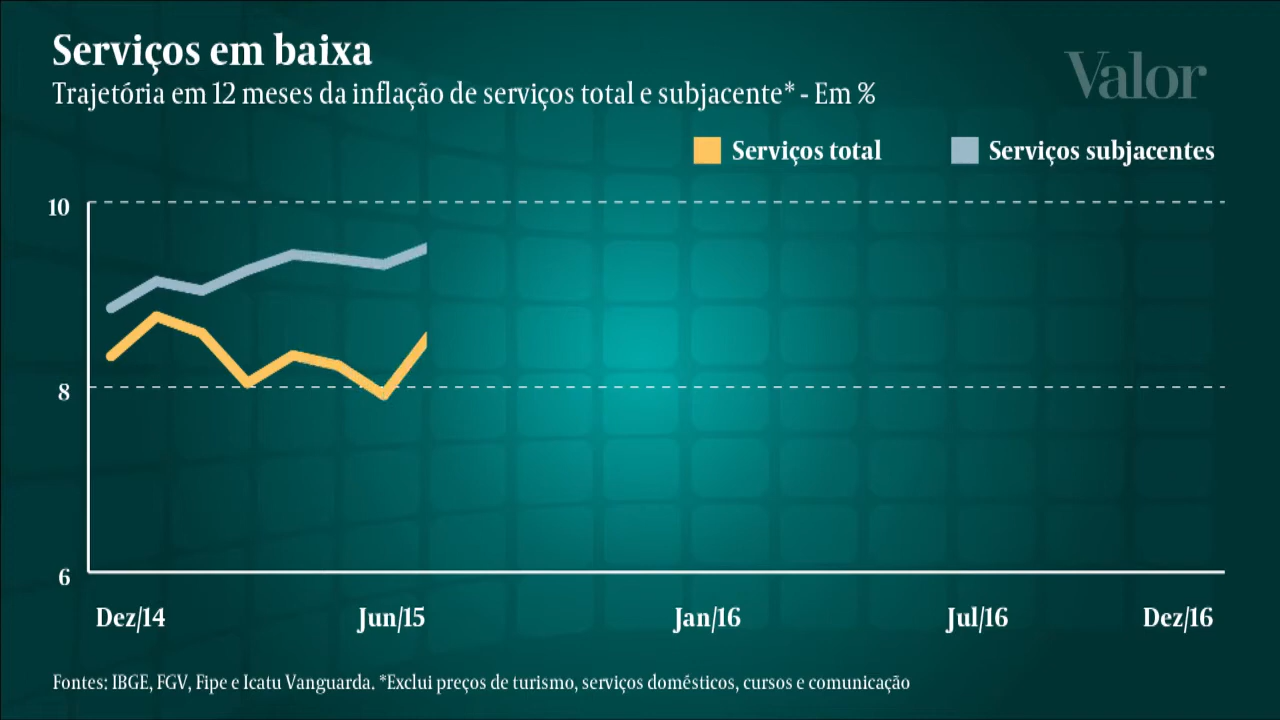 Serviços em baixa
Valor
Trajetória em 12 meses da inflação de serviços total e subjacente* - Em %
Serviços total
Serviços subjacentes
10
8
6
Dez/14
Jun/15
Jan/16
Jul/16
Dez/16
Fontes: IBGE, FGV, Fipe e Icatu Vanguarda. *Exclui preços de turismo, serviços domésticos, cursos e comunicação